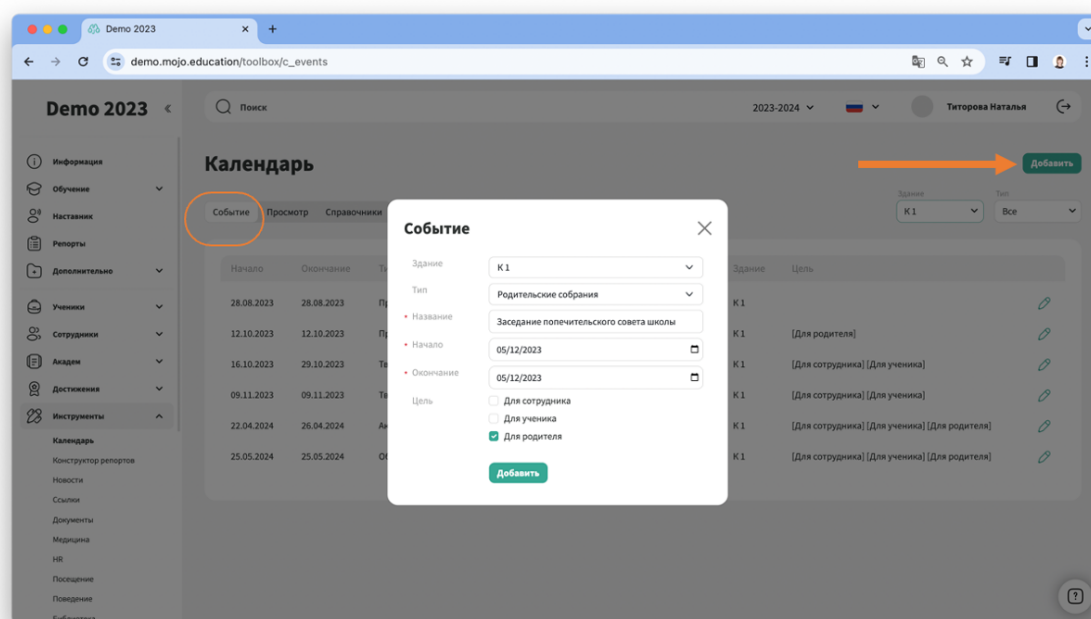 Demo 2023
demo.mojo.education/toolbox/c_events
Demo 2023
Поиск
2023-2024
Титорова Наталья
Информация
Обучение
Наставник
Репорты
Дополнительно
Ученики
Сотрудники
Академ
Достижения
Инструменты
Календарь
Конструктор репортов
Новости
Ссылки
Документы
Медицина
HR
Посещение
Поведение
Библиотека
Календарь
Добавить
Событие Просмотр Справочники
Здание
К 1
Тип
Все
Начало Окончание Здание Цель
28.08.2023 28.08.2023 К 1
12.10.2023 12.10.2023 К 1 [Для родителя]
16.10.2023 29.10.2023 К 1 [Для сотрудника] [Для ученика]
09.11.2023 09.11.2023 К 1 [Для сотрудника] [Для ученика]
22.04.2024 26.04.2024 К 1 [Для сотрудника] [Для ученика] [Для родителя]
25.05.2024 25.05.2024 К 1 [Для сотрудника] [Для ученика] [Для родителя]
Событие
Здание К 1
Тип Родительские собрания
• Название Заседание попечительского совета школы
• Начало 05/12/2023
• Окончание 05/12/2023
Цель Для сотрудника
Для ученика
Для родителя
Добавить